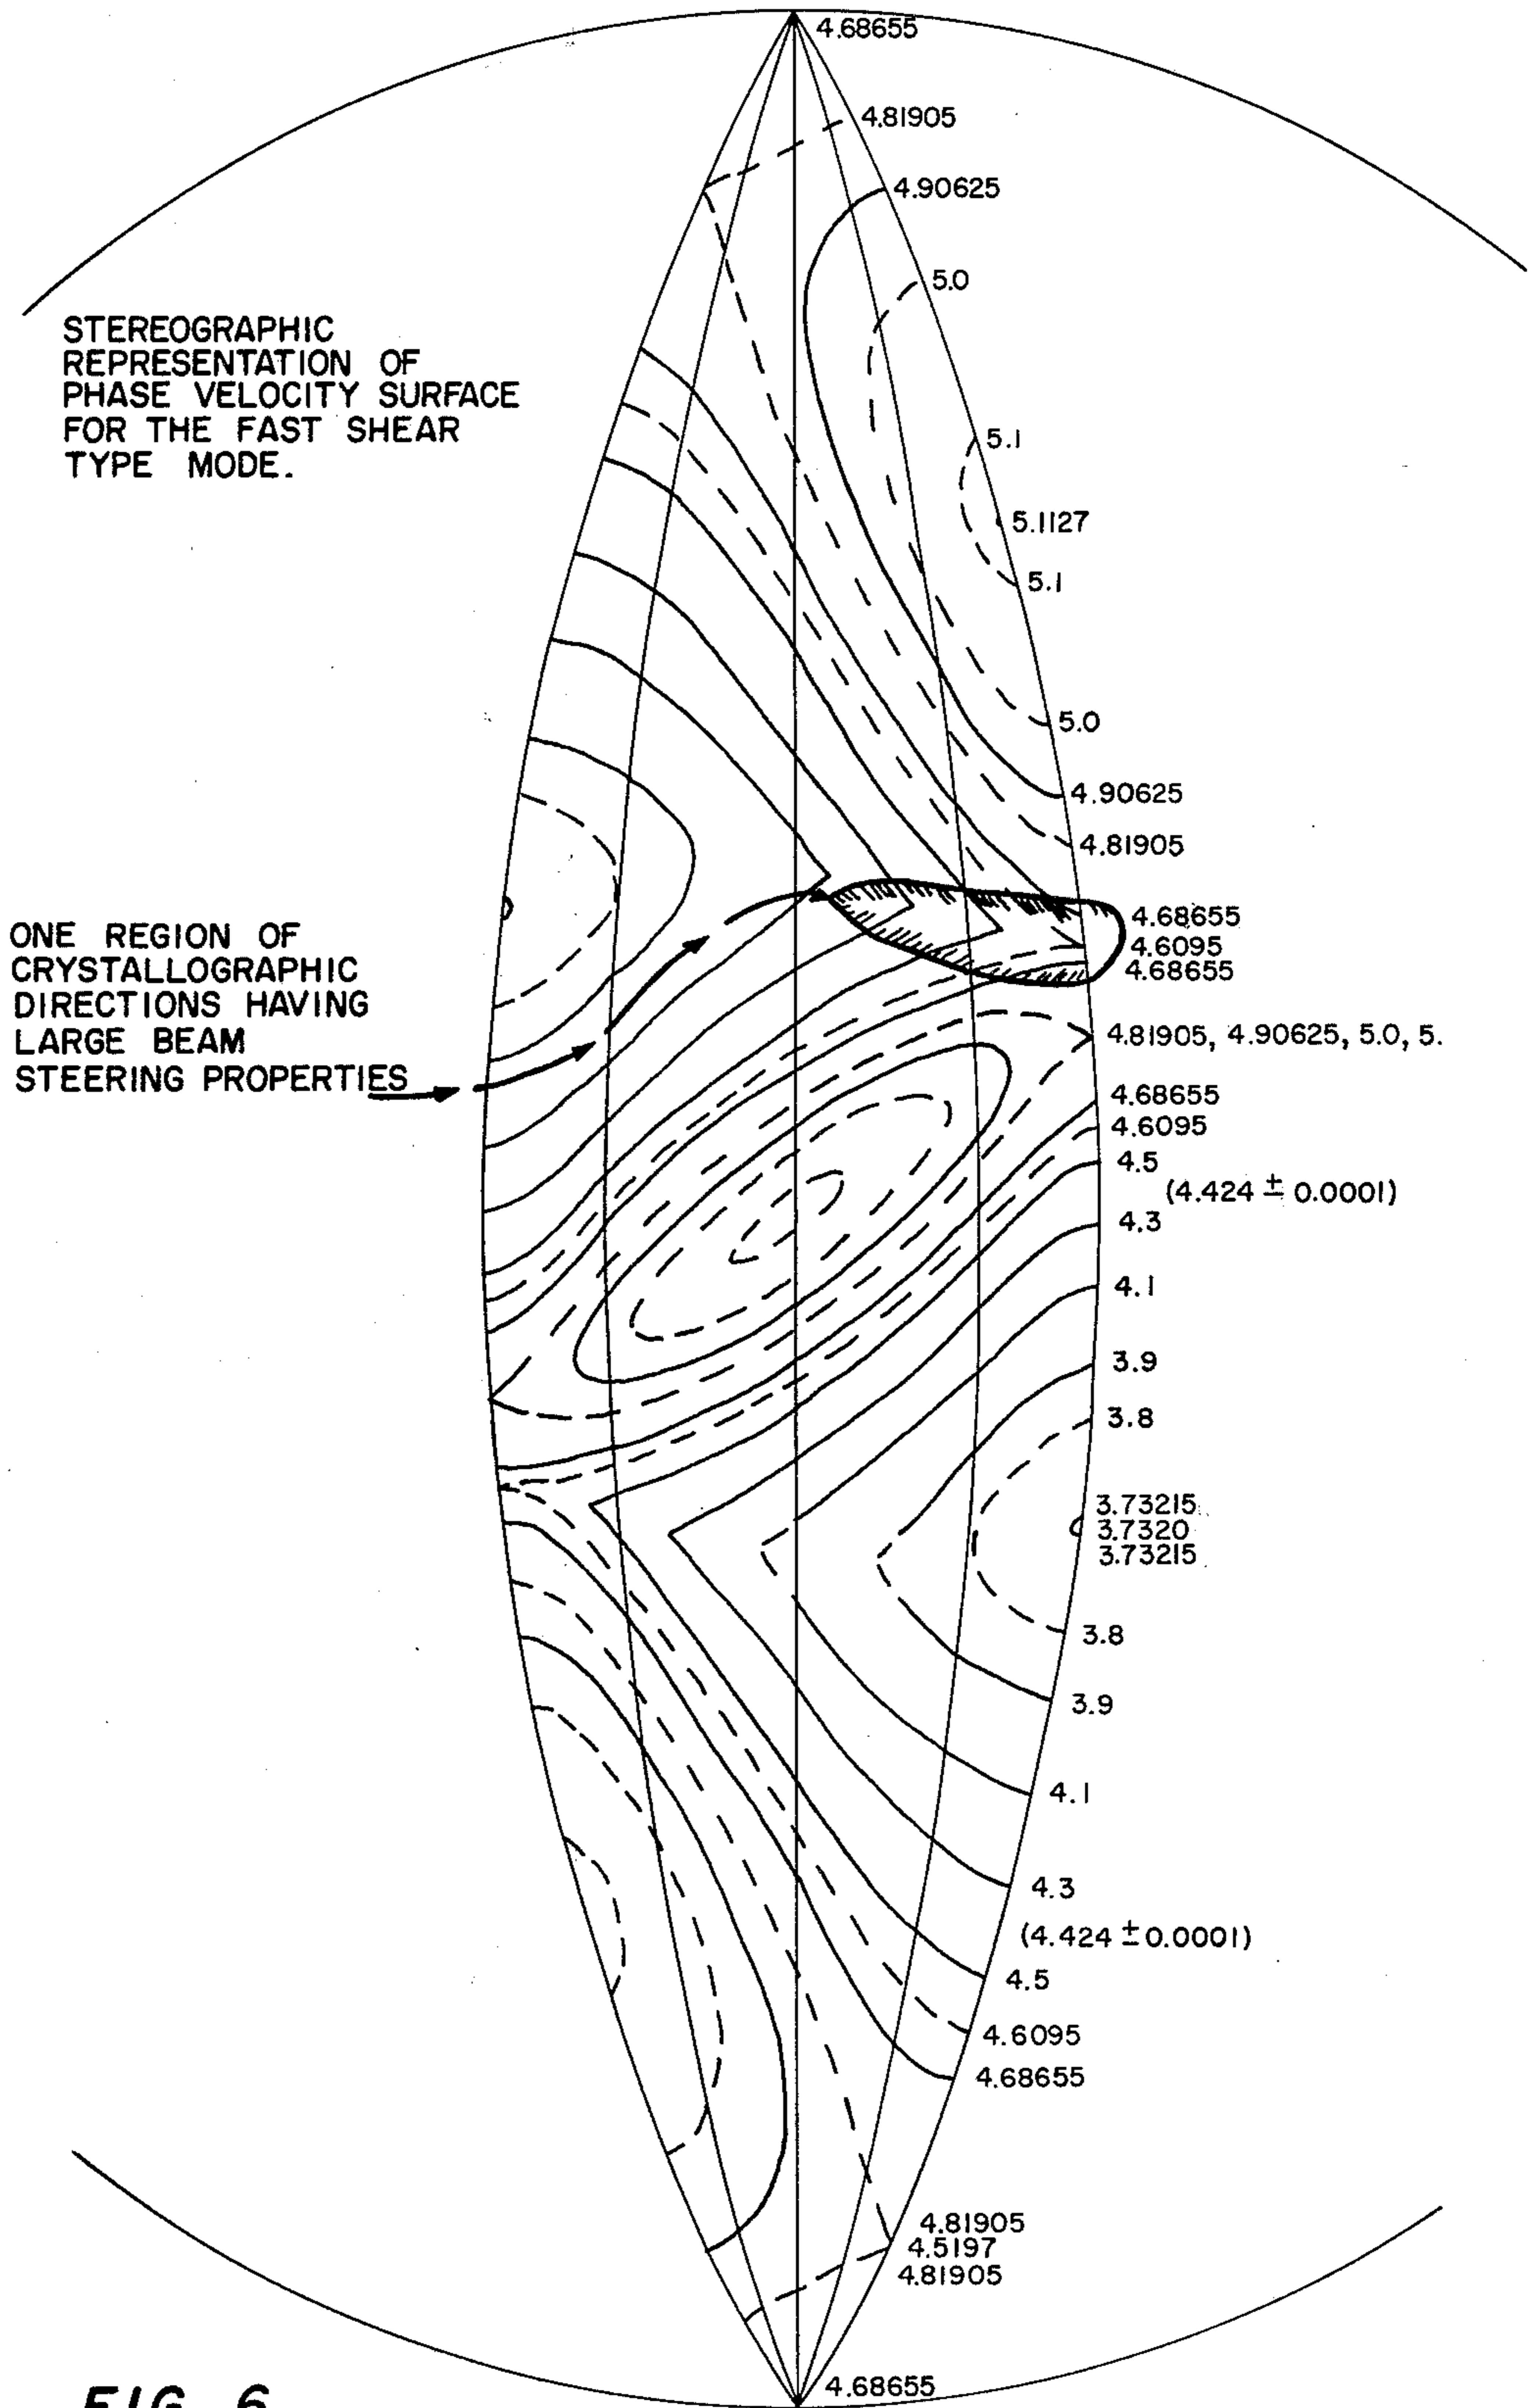 4.68655
4.81905
4.90625
5.0
STEREOGRAPHIC
REPRESENTATION OF
PHASE VELOCITY SURFACE
FOR THE FAST SHEAR
TYPE MODE.
5.1
5.1127
5.1
5.0
4.90625
4.81905
ONE REGION OF
CRYSTALLOGRAPHIC
DIRECTIONS HAVING
LARGE BEAM
STEERING PROPERTIES
4.68655
4.6095
4.68655
4.81905, 4.90625, 5.0, 5.
4.68655
4.6095
4.5
(4.424 ± 0.0001)
4.3
4.1
3.9
3.8
3.73215
3.7320
3.73215
3.8
3.9
4.1
4.3
(4.424 ± 0.0001)
4.5
4.6095
4.68655
4.81905
4.5197
4.81905
4.68655
FIG. 6